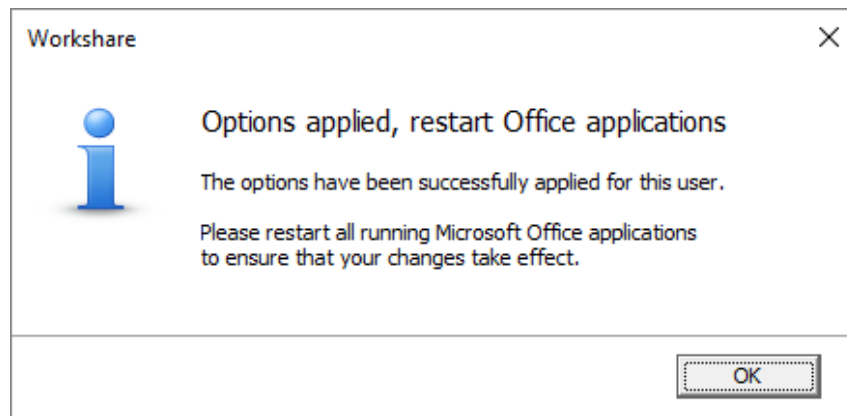 Workshare
Options applied, restart Office applications
The options have been successfully applied for this user.
Please restart all running Microsoft Office applications
to ensure that your changes take effect.
OK